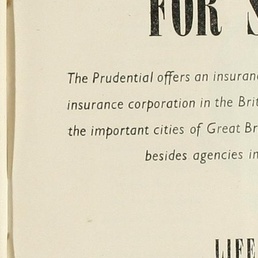 FOR S
The Prudential offers an insuran
insurance corporation in the Brit
the important cities of Great Br
besides agencies in
LIFE